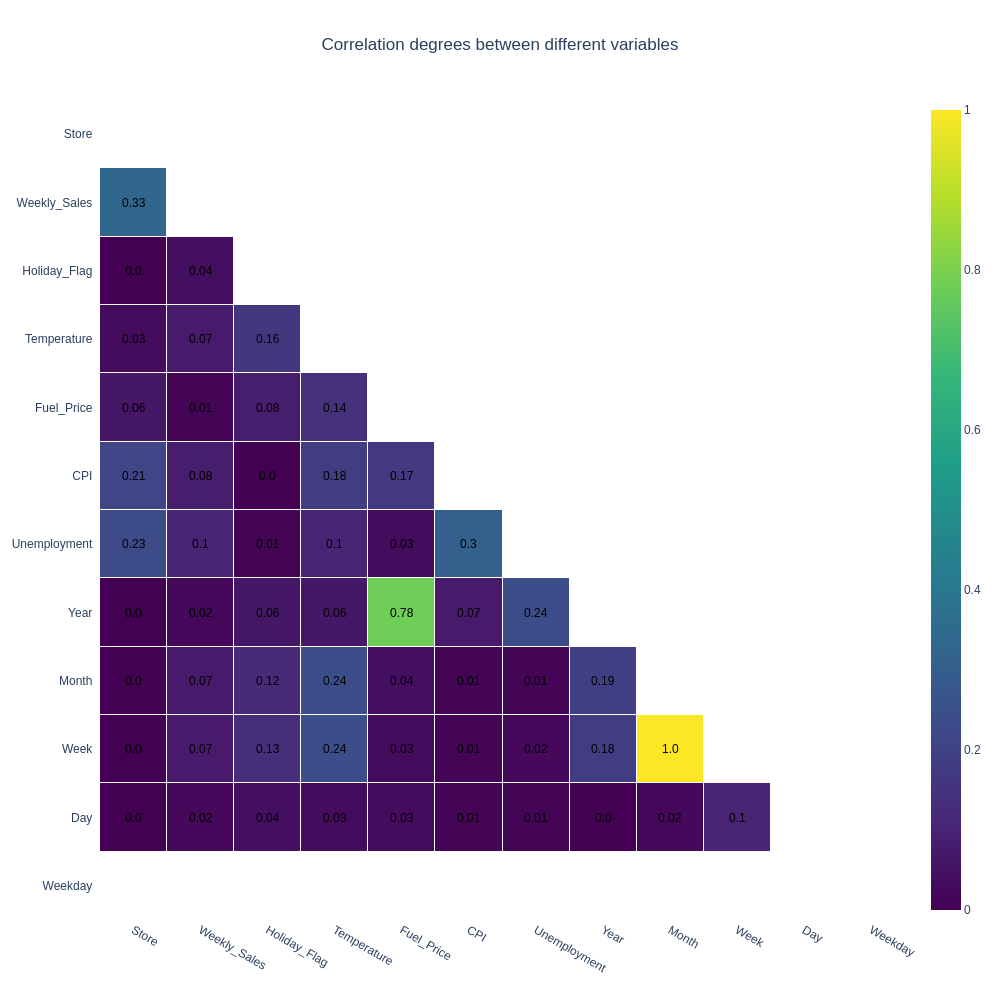 Correlation degrees between different variables
1
Store
Weekly_Sales 0.33
Holiday_Flag 0.0 0.04
0.8
Temperature 0.03 0.07 0.16
Fuel_Price 0.06 0.01 0.08 0.14
0.6
CPI 0.21 0.08 0.0 0.18 0.17
Unemployment 0.23 0.1 0.01 0.1 0.03 0.3
0.4
Year 0.0 0.02 0.06 0.06 0.78 0.07 0.24
Month 0.0 0.07 0.12 0.24 0.04 0.01 0.01 0.19
Week 0.0 0.07 0.13 0.24 0.03 0.01 0.02 0.18 1.0
0.2
Day 0.0 0.02 0.04 0.03 0.03 0.01 0.01 0.0 0.02 0.1
Weekday
0
Store Weekly_Sales Holiday_Flag Temperature Fuel_Price CPI Unemployment Year Month Week Day Weekday